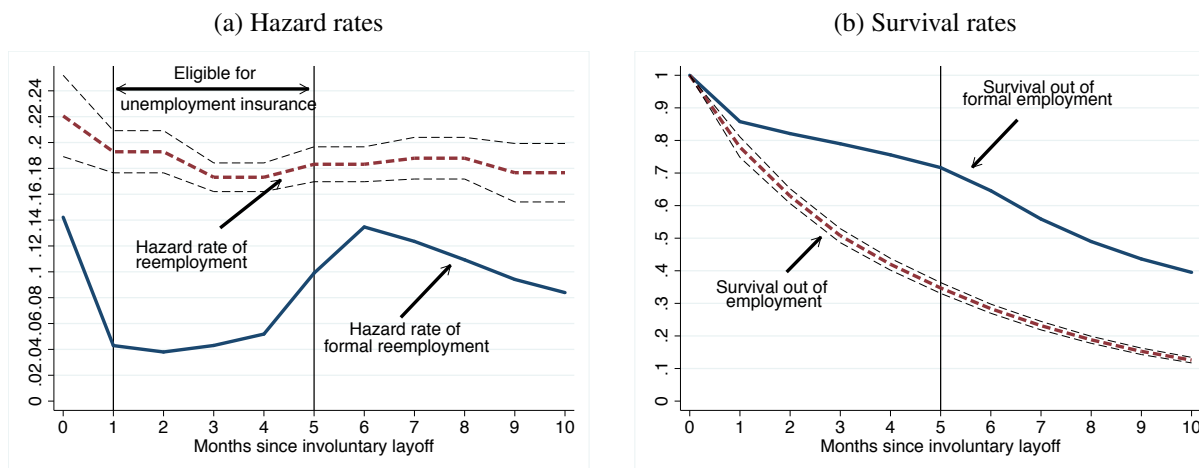 (a) Hazard rates
Eligible for
unemployment insurance
Hazard rate of
reemployment
Hazard rate of
formal reemployment
0 .02.04.06.08 .1 .12.14.16.18 .2 .22.24
0 1 2 3 4 5 6 7 8 9 10
Months since involuntary layoff
(b) Survival rates
Survival out of
formal employment
Survival out of
employment
0 .1 .2 .3 .4 .5 .6 .7 .8 .9 1
0 1 2 3 4 5 6 7 8 9 10
Months since involuntary layoff